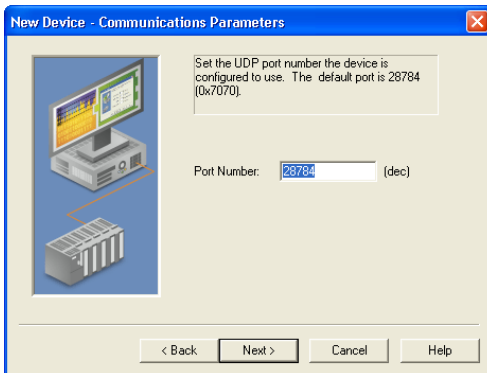 New Device - Communications Parameters
Set the UDP port number the device is
configured to use. The default port is 28784
(0x7070).
Port Number: 28784 (dec)
< Back Next > Cancel Help